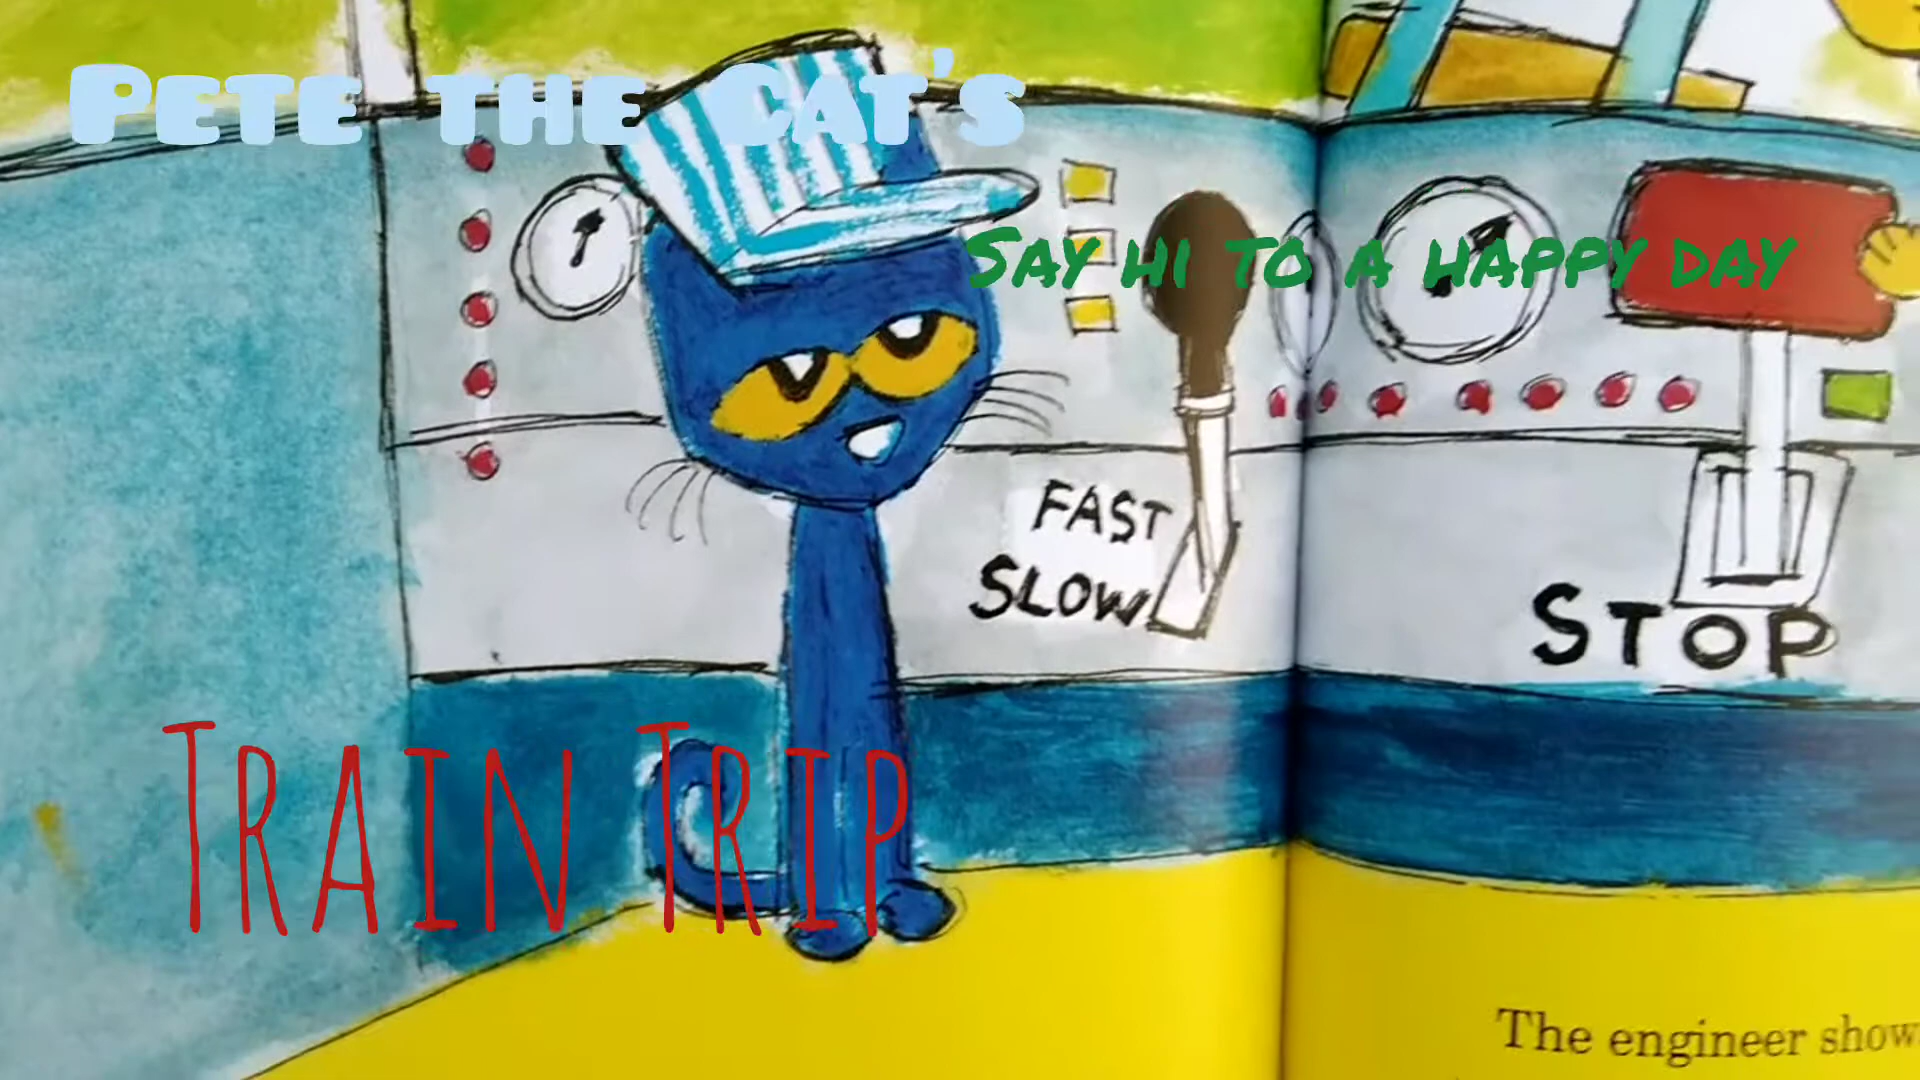 Pete the Cat's
Say hi to a happy day
FAST
SLOW
STOP
Train Trip
The engineer show